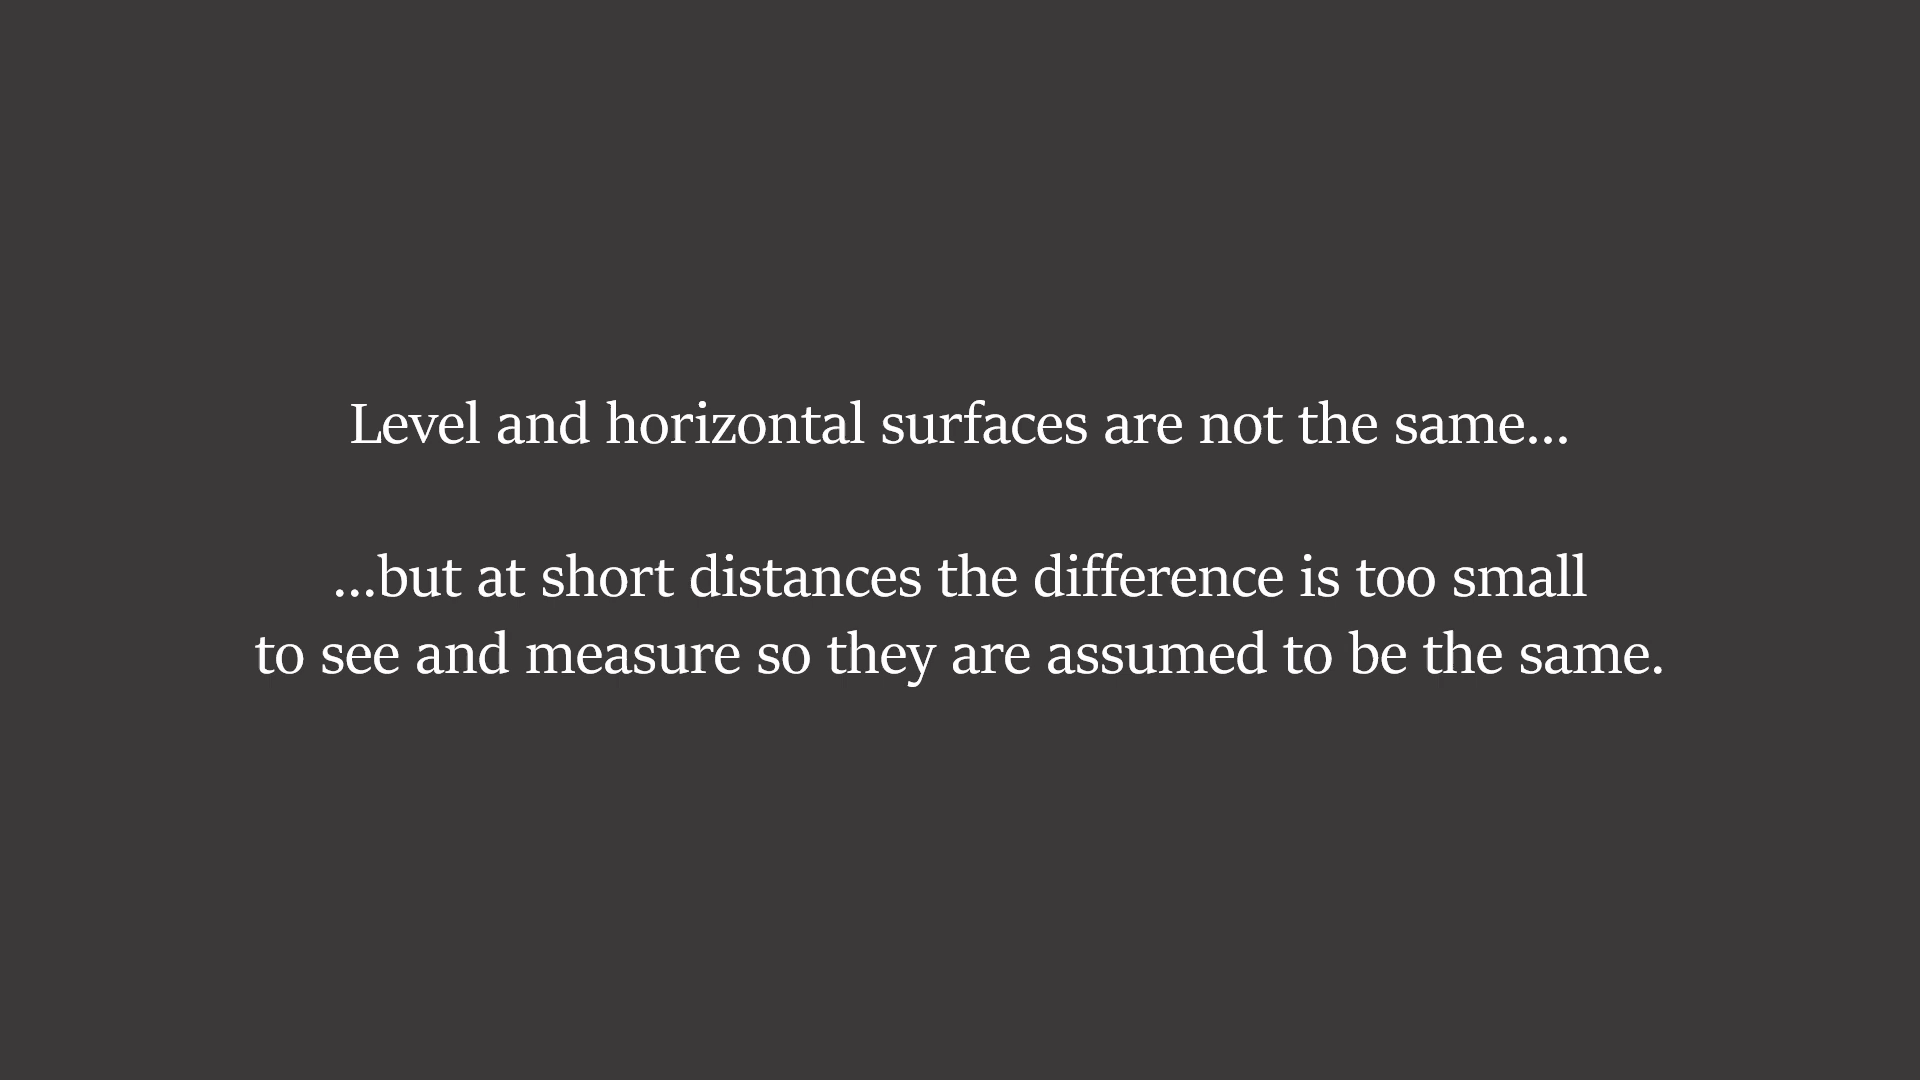 Level and horizontal surfaces are not the same...
...but at short distances the difference is too small
to see and measure so they are assumed to be the same.